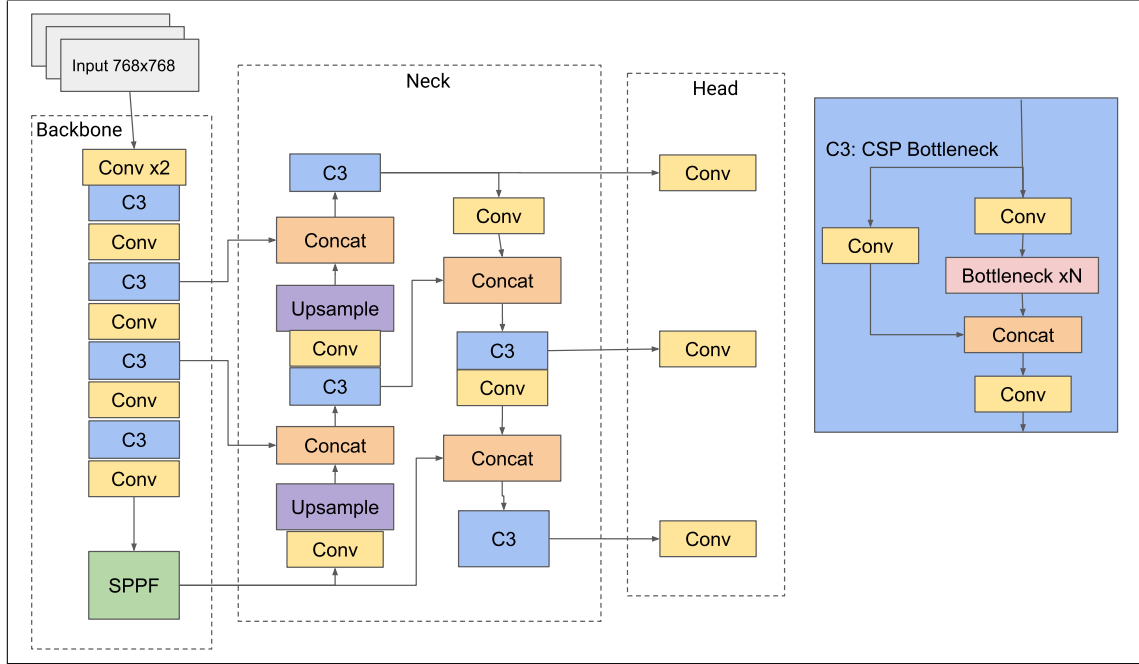 Input 768x768
Backbone
Conv x2
C3
Conv
C3
Conv
C3
Conv
C3
Conv
SPPF
Neck
C3
Concat
Upsample
Conv
C3
Concat
Upsample
Conv
Conv
Concat
C3
Conv
Concat
C3
Head
Conv
Conv
Conv
C3: CSP Bottleneck
Conv
Conv
Bottleneck xN
Concat
Conv